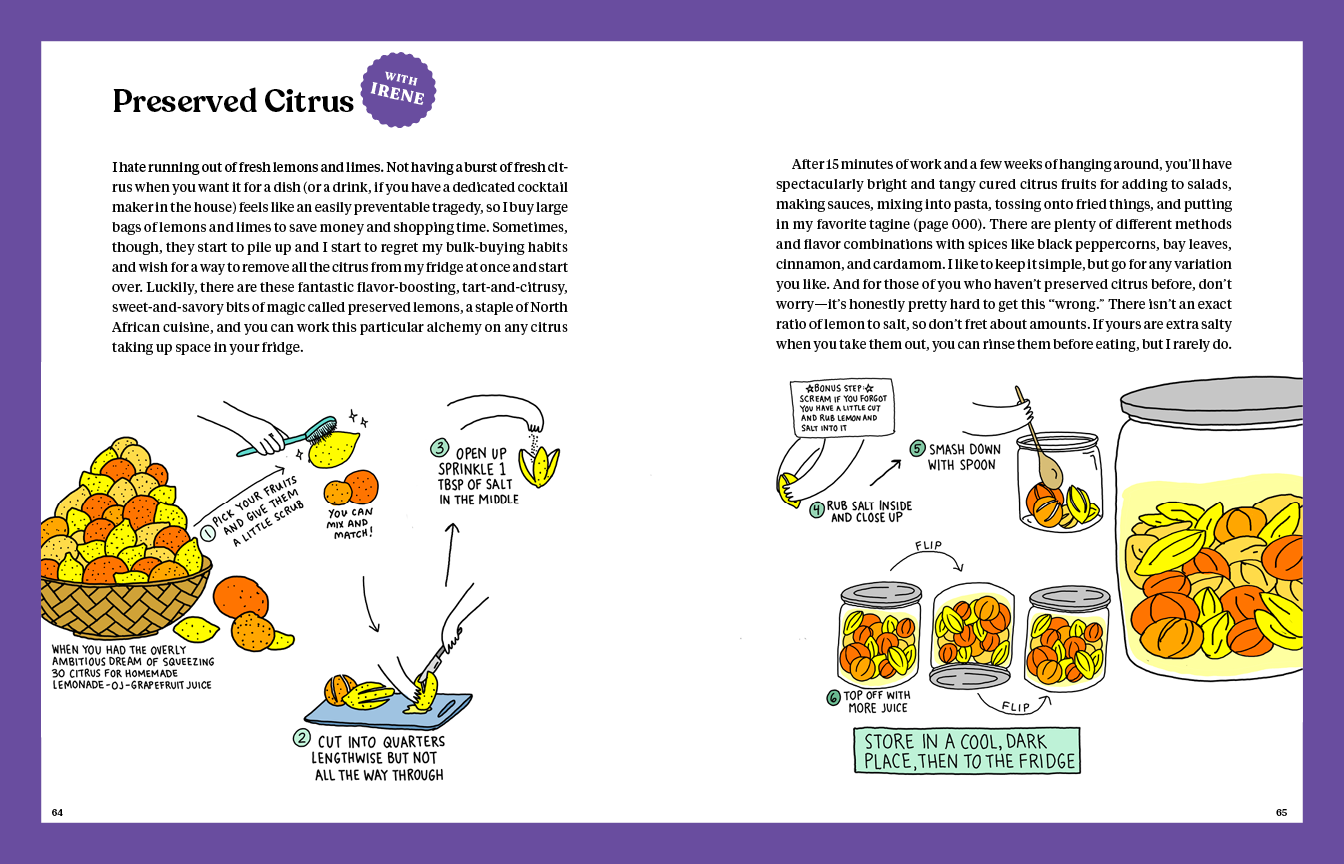 Preserved Citrus
WITH
IRENE
I hate running out of fresh lemons and limes. Not having a burst of fresh cit-
rus when you want it for a dish (or a drink, if you have a dedicated cocktail
maker in the house) feels like an easily preventable tragedy, so I buy large
bags of lemons and limes to save money and shopping time. Sometimes,
though, they start to pile up and I start to regret my bulk-buying habits
and wish for a way to remove all the citrus from my fridge at once and start
over. Luckily, there are these fantastic flavor-boosting, tart-and-citrusy,
sweet-and-savory bits of magic called preserved lemons, a staple of North
African cuisine, and you can work this particular alchemy on any citrus
taking up space in your fridge.
WHEN YOU HAD THE OVERLY
AMBITIOUS DREAM OF SQUEEZING
30 CITRUS FOR HOMEMADE
LEMONADE-OJ-GRAPEFRUIT JUICE
1 PICK YOUR FRUITS
AND GIVE THEM
A LITTLE SCRUB
YOU CAN
MIX AND
MATCH!
2 CUT INTO QUARTERS
LENGTHWISE BUT NOT
ALL THE WAY THROUGH
3 OPEN UP
SPRINKLE 1
TBSP OF SALT
IN THE MIDDLE
64
After 15 minutes of work and a few weeks of hanging around, you'll have
spectacularly bright and tangy cured citrus fruits for adding to salads,
making sauces, mixing into pasta, tossing onto fried things, and putting
in my favorite tagine (page 000). There are plenty of different methods
and flavor combinations with spices like black peppercorns, bay leaves,
cinnamon, and cardamom. I like to keep it simple, but go for any variation
you like. And for those of you who haven't preserved citrus before, don't
worry—it's honestly pretty hard to get this “wrong.” There isn't an exact
ratio of lemon to salt, so don't fret about amounts. If yours are extra salty
when you take them out, you can rinse them before eating, but I rarely do.
☆BONUS STEP:☆
SCREAM IF YOU FORGOT
YOU HAVE A LITTLE CUT
AND RUB LEMON AND
SALT INTO IT
4 RUB SALT INSIDE
AND CLOSE UP
5 SMASH DOWN
WITH SPOON
FLIP
FLIP
6 TOP OFF WITH
MORE JUICE
STORE IN A COOL, DARK
PLACE, THEN TO THE FRIDGE
65